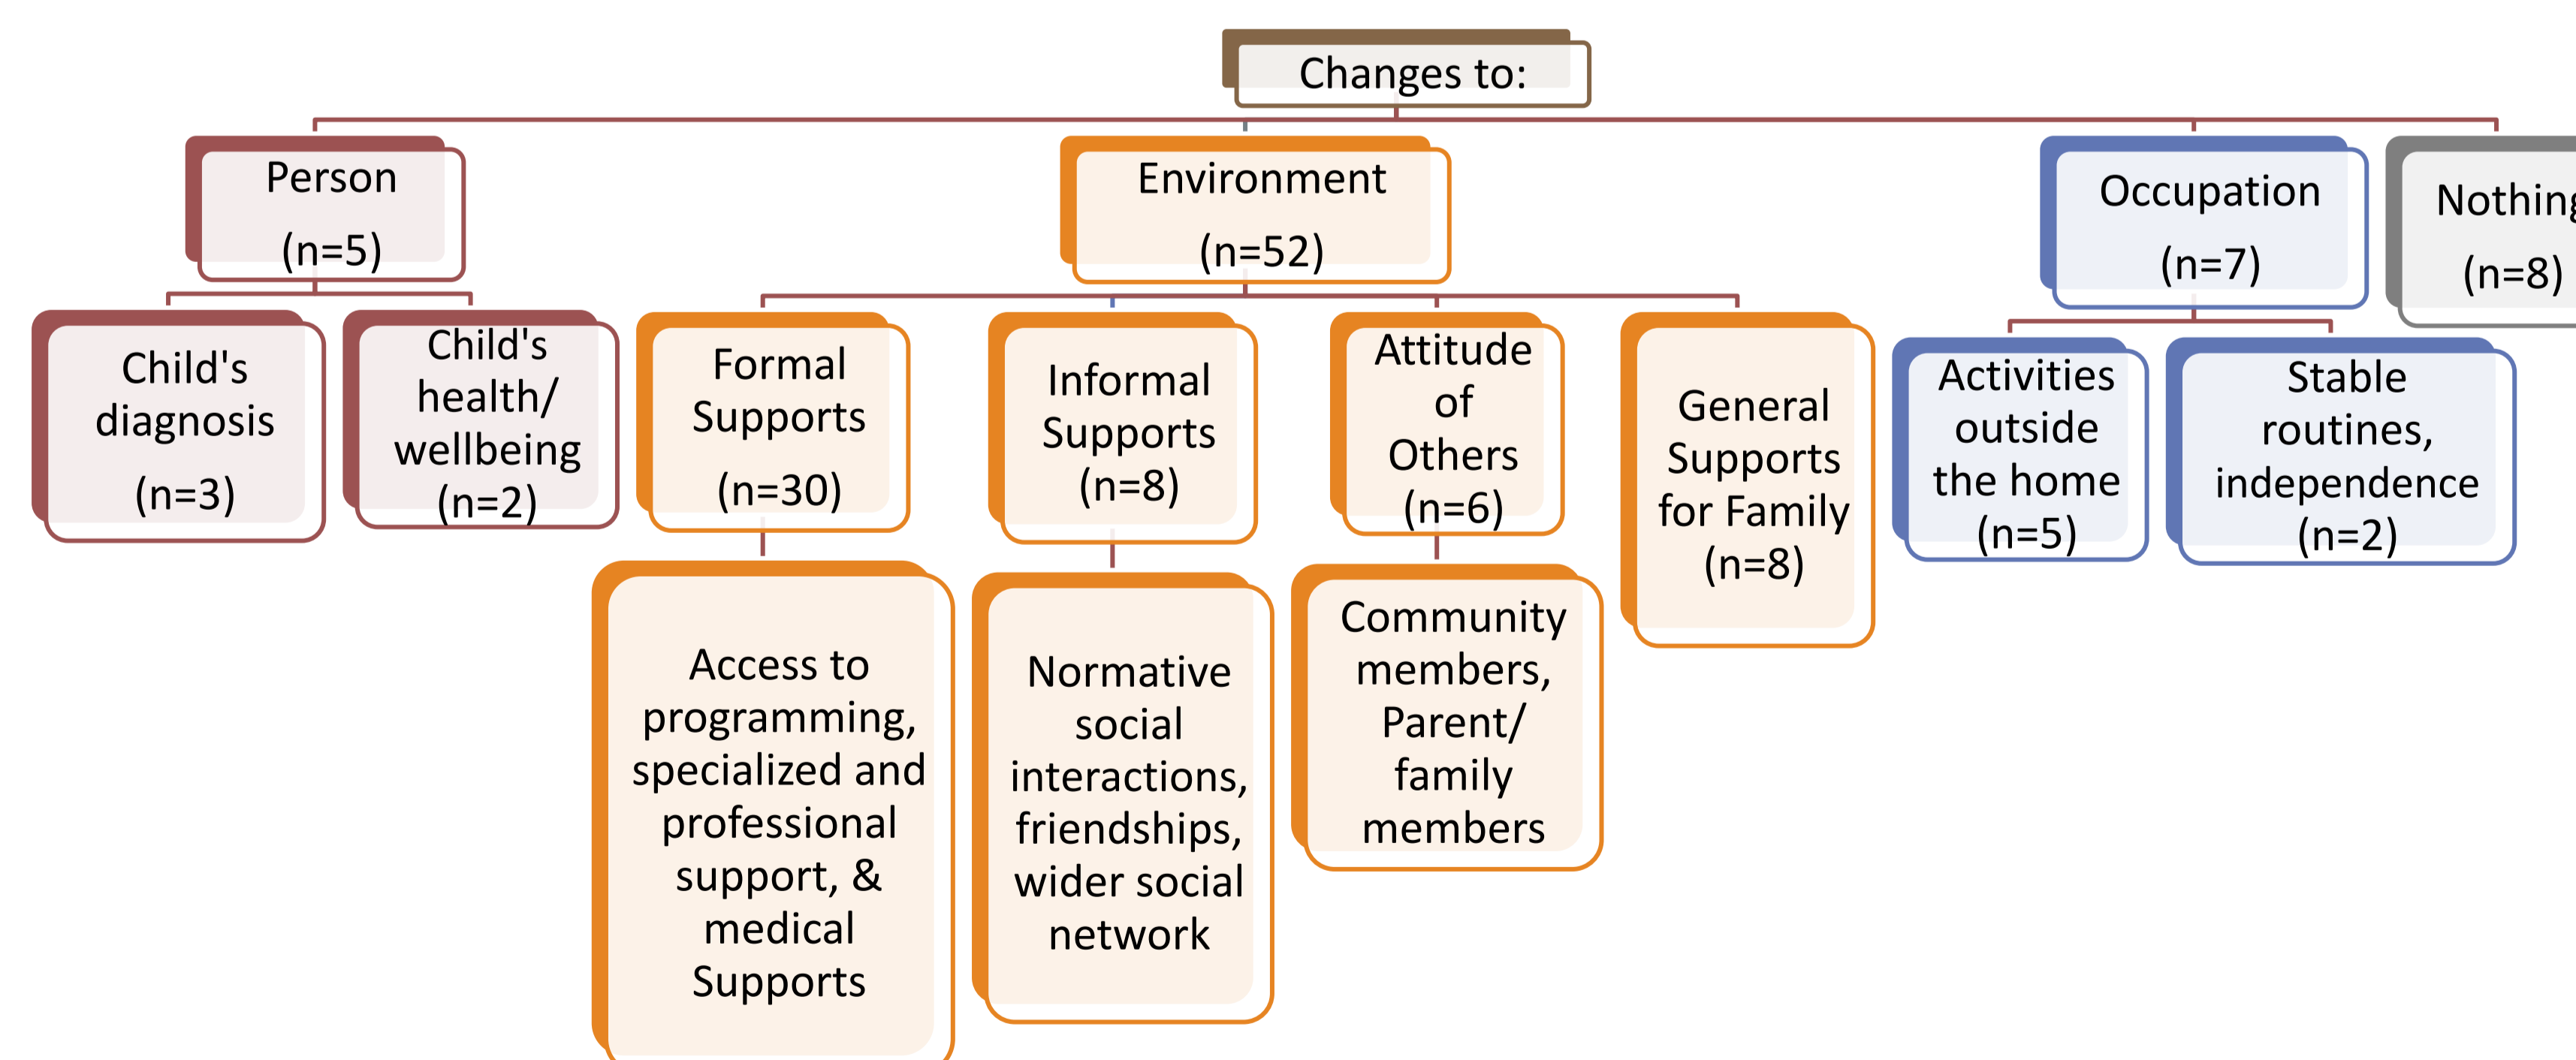 Changes to:
Person
(n=5)
Environment
(n=52)
Occupation
(n=7)
Nothing
(n=8)
Child's
diagnosis
(n=3)
Child's
health/
wellbeing
(n=2)
Formal
Supports
(n=30)
Informal
Supports
(n=8)
Attitude
of
Others
(n=6)
General
Supports
for Family
(n=8)
Activities
outside
the home
(n=5)
Stable
routines,
independence
(n=2)
Access to
programming,
specialized and
professional
support, &
medical
Supports
Normative
social
interactions,
friendships,
wider social
network
Community
members,
Parent/
family
members